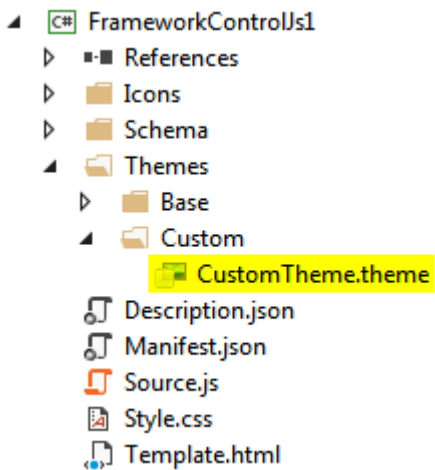 C# FrameworkControlJs1
References
Icons
Schema
Themes
Base
Custom
CustomTheme.theme
Description.json
Manifest.json
Source.js
Style.css
Template.html